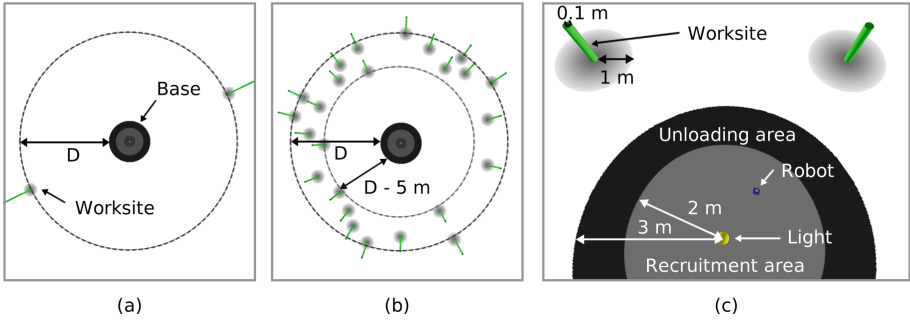 Base
D
Worksite
(a)
D
D - 5 m
(b)
0.1 m
Worksite
1 m
Unloading area
Robot
2 m
3 m
Light
Recruitment area
(c)